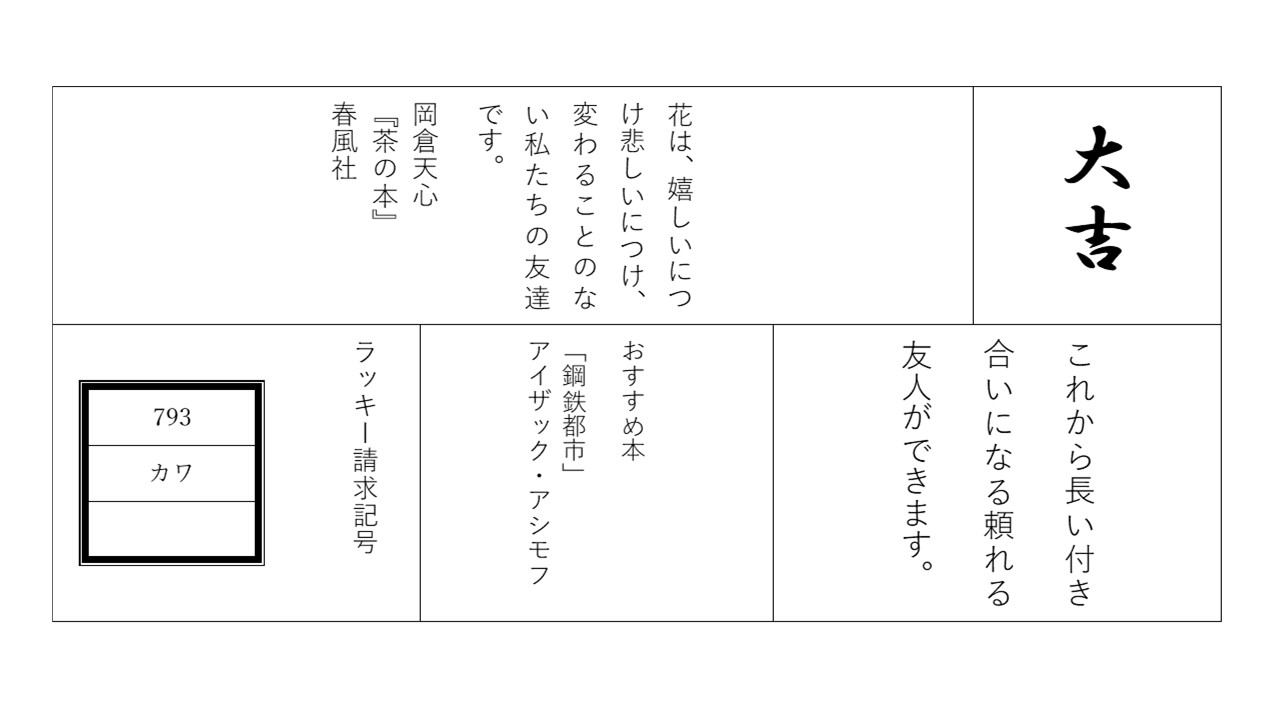 大吉
花は、嬉しいにつ
け悲しいにつけ、
変わることのな
い私たちの友達
です。
岡倉天心
『茶の本』
春風社
これから長い付き
合いになる頼れる
友人ができます。
おすすめ本
「鋼鉄都市」
アイザック・アシモフ
ラッキー請求記号
793
カワ